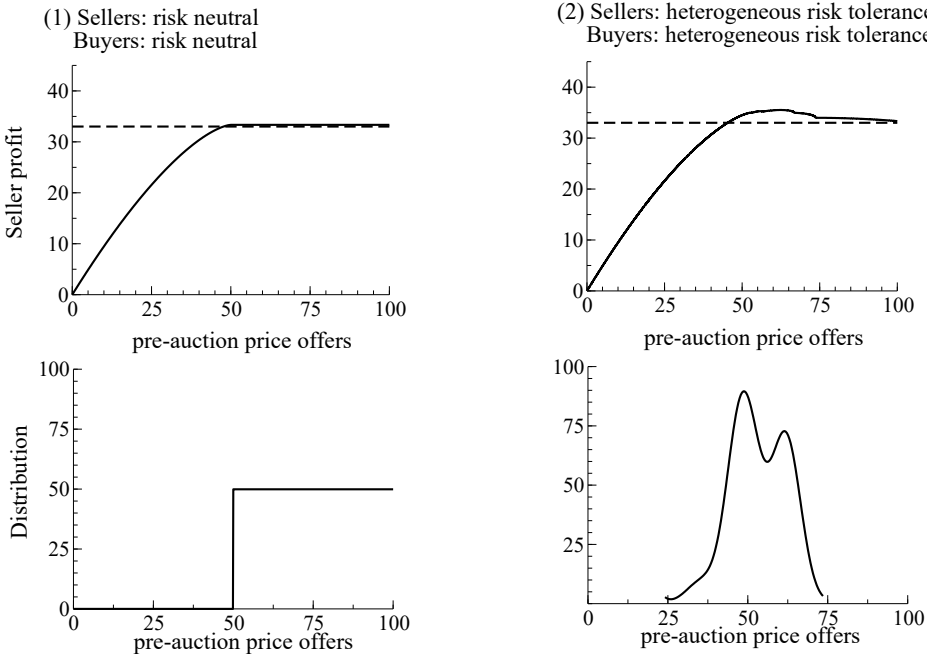 (1) Sellers: risk neutral
Buyers: risk neutral
40
30
20
10
0
Seller profit
0 25 50 75 100
pre-auction price offers
100
75
50
25
0
Distribution
0 25 50 75 100
pre-auction price offers
(2) Sellers: heterogeneous risk tolerance
Buyers: heterogeneous risk tolerance
40
30
20
10
0
0 25 50 75 100
pre-auction price offers
100
75
50
25
0 25 50 75 100
pre-auction price offers